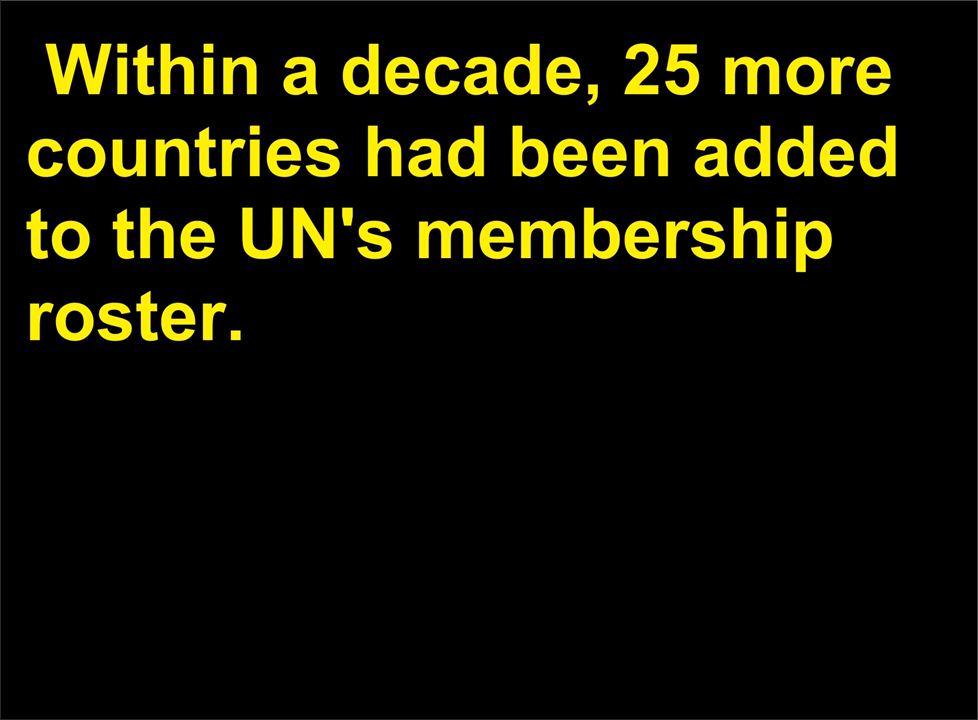 Within a decade, 25 more
countries had been added
to the UN's membership
roster.